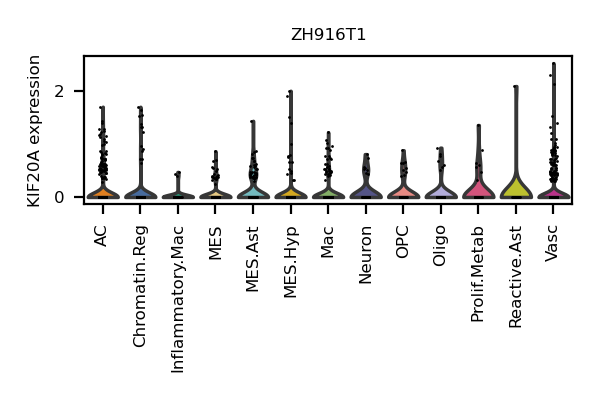 ZH916T1
KIF20A expression
2
0
AC
Chromatin.Reg
Inflammatory.Mac
MES
MES.Ast
MES.Hyp
Mac
Neuron
OPC
Oligo
Prolif.Metab
Reactive.Ast
Vasc